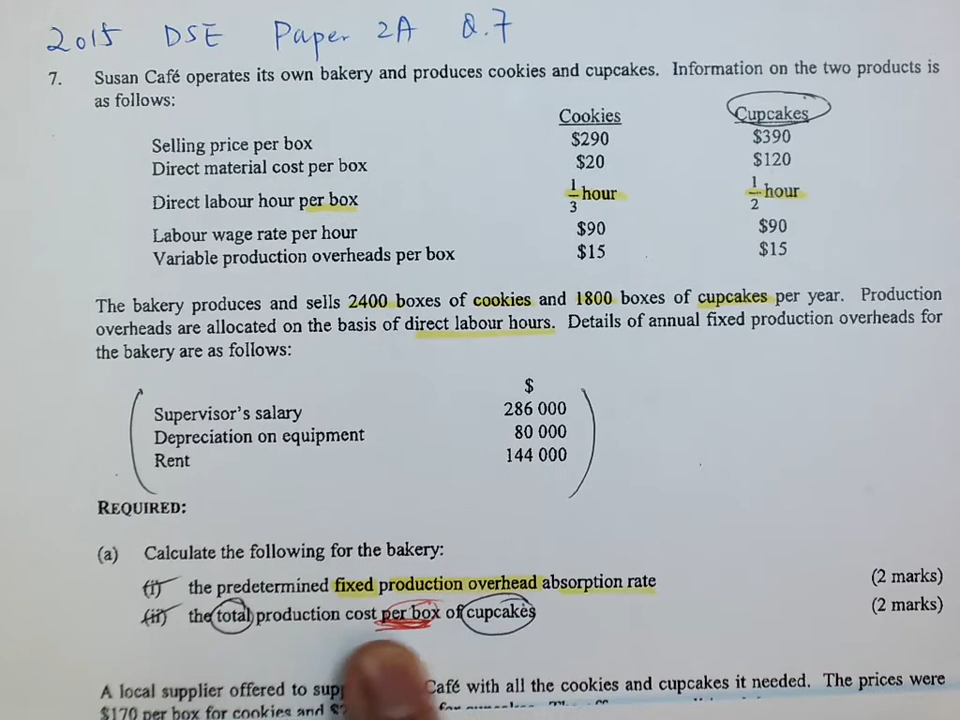 2015 DSE Paper 2A Q.7
7. Susan Café operates its own bakery and produces cookies and cupcakes. Information on the two products is
as follows:
Cookies Cupcakes
Selling price per box $290 $390
Direct material cost per box $20 $120
Direct labour hour per box 1/3 hour 1/2 hour
Labour wage rate per hour $90 $90
Variable production overheads per box $15 $15
The bakery produces and sells 2400 boxes of cookies and 1800 boxes of cupcakes per year. Production
overheads are allocated on the basis of direct labour hours. Details of annual fixed production overheads for
the bakery are as follows:
$
Supervisor's salary 286 000
Depreciation on equipment 80 000
Rent 144 000
REQUIRED:
(a) Calculate the following for the bakery:
(i) the predetermined fixed production overhead absorption rate (2 marks)
(ii) the total production cost per box of cupcakes (2 marks)
A local supplier offered to Café with all the cookies and cupcakes it needed. The prices were
$170 per box for cookies and